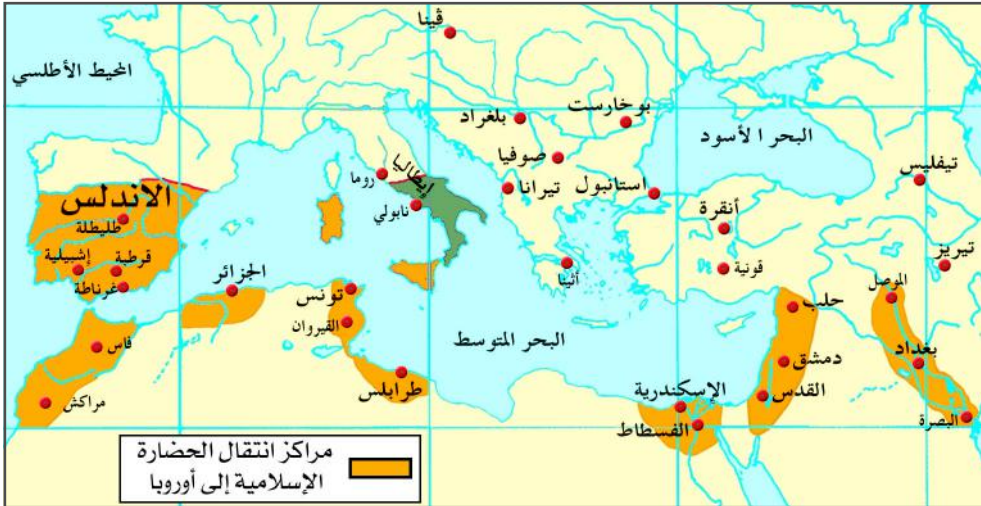 ڤينا
المحيط الأطلسي
بوخارست
بلغراد
البحر الأسود
صوفيا
تيفليس
إيطاليا
روما
تيرانا
استانبول
الاندلس
نابولي
أنقرة
طليطلة
تيريز
أثينا
قونية
إشبيلية
قرطبة
الجزائر
غرناطة
تونس
الموصل
حلب
القيروان
البحر المتوسط
فاس
بغداد
دمشق
طرابلس
الإسكندرية
القدس
مراكش
الفسطاط
البصرة
مراكز انتقال الحضارة
الإسلامية إلى أوروبا